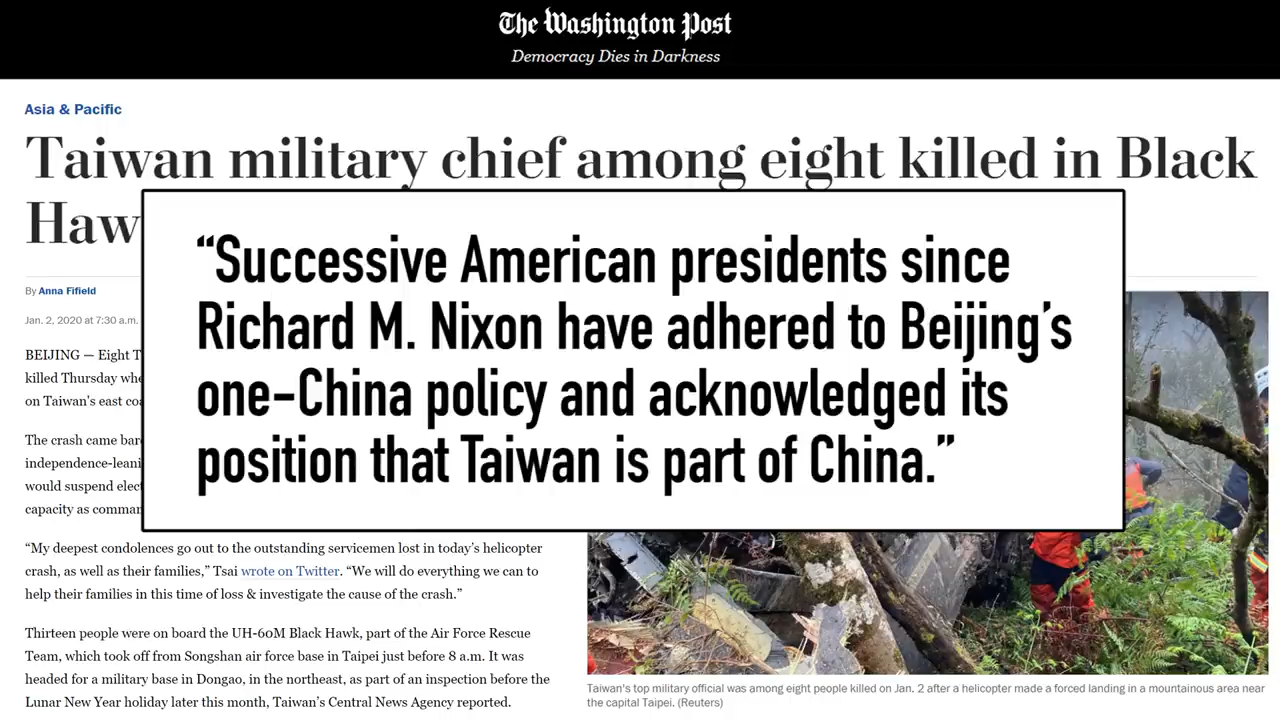 The Washington Post
Democracy Dies in Darkness
Asia & Pacific
Taiwan military chief among eight killed in Black
Haw
“Successive American presidents since
Richard M. Nixon have adhered to Beijing’s
one-China policy and acknowledged its
position that Taiwan is part of China.”
By Anna Fifield
Jan. 2, 2020 at 7:30 a.m.
BEIJING — Eight T
killed Thursday whe
on Taiwan's east coa
The crash came bar
independence-leani
would suspend elec
capacity as comman
“My deepest condolences go out to the outstanding servicemen lost in today’s helicopter
crash, as well as their families,” Tsai wrote on Twitter. “We will do everything we can to
help their families in this time of loss & investigate the cause of the crash.”
Thirteen people were on board the UH-60M Black Hawk, part of the Air Force Rescue
Team, which took off from Songshan air force base in Taipei just before 8 a.m. It was
headed for a military base in Dongao, in the northeast, as part of an inspection before the
Lunar New Year holiday later this month, Taiwan’s Central News Agency reported.
Taiwan's top military official was among eight people killed on Jan. 2 after a helicopter made a forced landing in a mountainous area near
the capital Taipei. (Reuters)